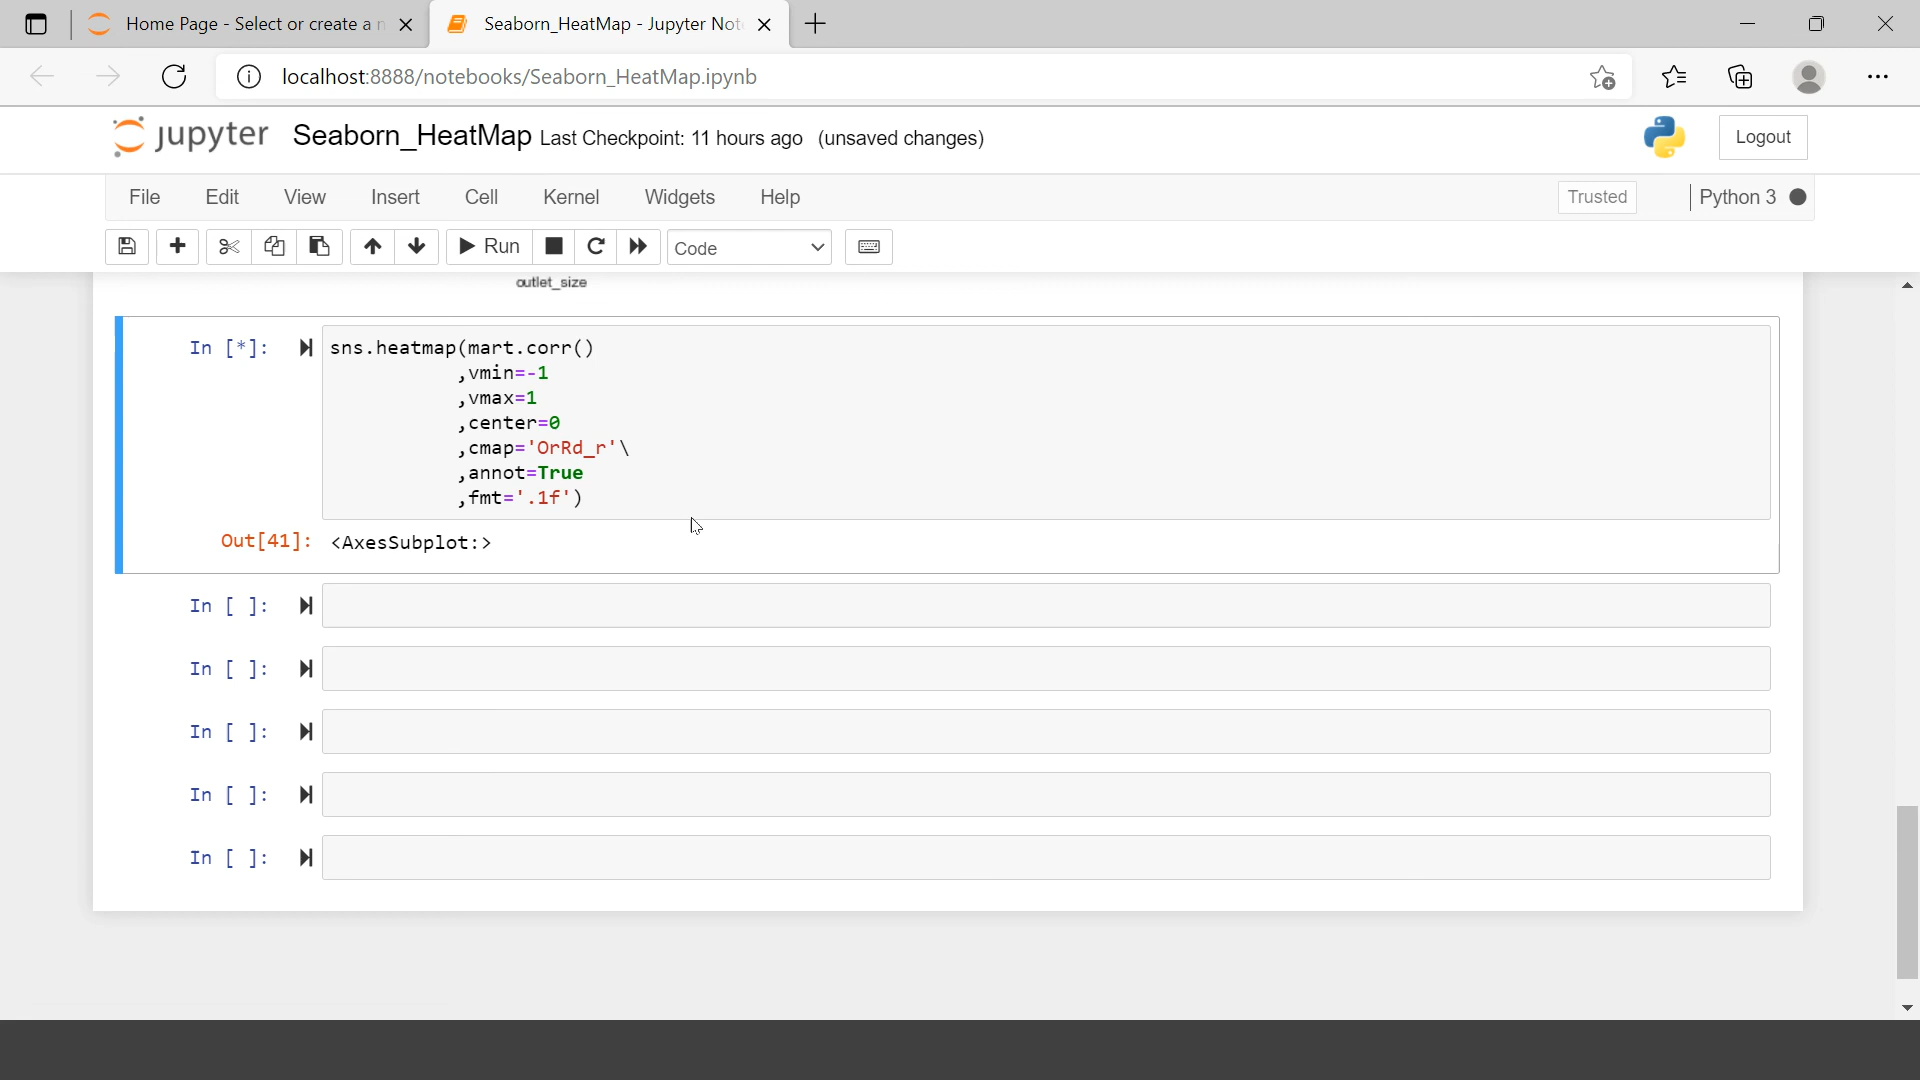 Home Page - Select or create a n
Seaborn_HeatMap - Jupyter Not
localhost:8888/notebooks/Seaborn_HeatMap.ipynb
jupyter Seaborn_HeatMap Last Checkpoint: 11 hours ago (unsaved changes)
Logout
File Edit View Insert Cell Kernel Widgets Help
Trusted
Python 3
Run
Code
outlet_size
In [*]: sns.heatmap(mart.corr()
,vmin=-1
,vmax=1
,center=0
,cmap='OrRd_r'\
,annot=True
,fmt='.1f')
Out[41]: <AxesSubplot:>
In [ ]:
In [ ]:
In [ ]:
In [ ]:
In [ ]: